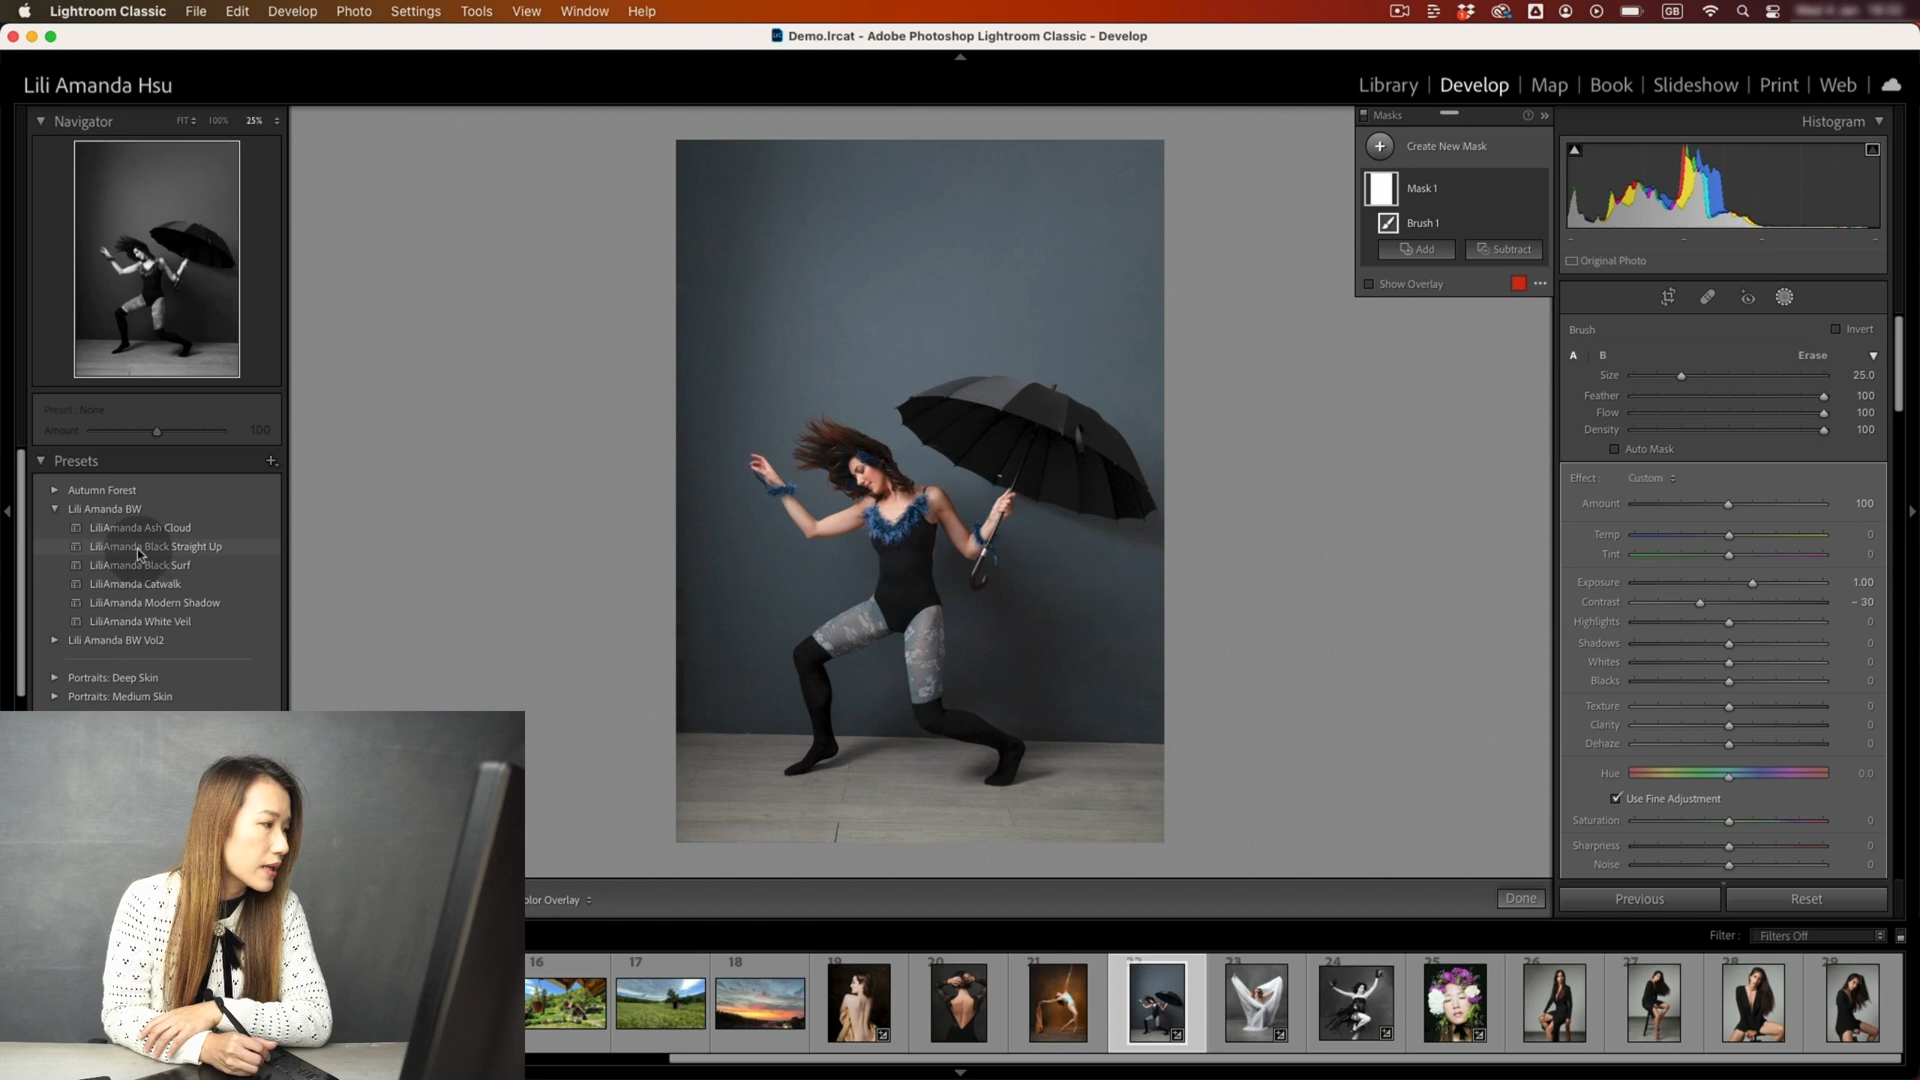 Lightroom Classic File Edit Develop Photo Settings Tools View Window Help GB
Demo.lrcat - Adobe Photoshop Lightroom Classic - Develop
Lili Amanda Hsu
Library | Develop | Map | Book | Slideshow | Print | Web |
Navigator FIT 100% 25%
Preset : None
Amount 100
Presets
Autumn Forest
Lili Amanda BW
LiliAmanda Ash Cloud
LiliAmanda Black Straight Up
LiliAmanda Black Surf
LiliAmanda Catwalk
LiliAmanda Modern Shadow
LiliAmanda White Veil
Lili Amanda BW Vol2
Portraits: Deep Skin
Portraits: Medium Skin
Masks
Create New Mask
Mask 1
Brush 1
Add Subtract
Show Overlay
Histogram
Original Photo
Brush Invert
A B Erase
Size 25.0
Feather 100
Flow 100
Density 100
Auto Mask
Effect : Custom
Amount 100
Temp 0
Tint 0
Exposure 1.00
Contrast – 30
Highlights 0
Shadows 0
Whites 0
Blacks 0
Texture 0
Clarity 0
Dehaze 0
Hue 0.0
Use Fine Adjustment
Saturation 0
Sharpness 0
Noise 0
olor Overlay Done
Previous Reset
Filter : Filters Off
16 17 18 19 20 21 22 23 24 25 26 27 28 29